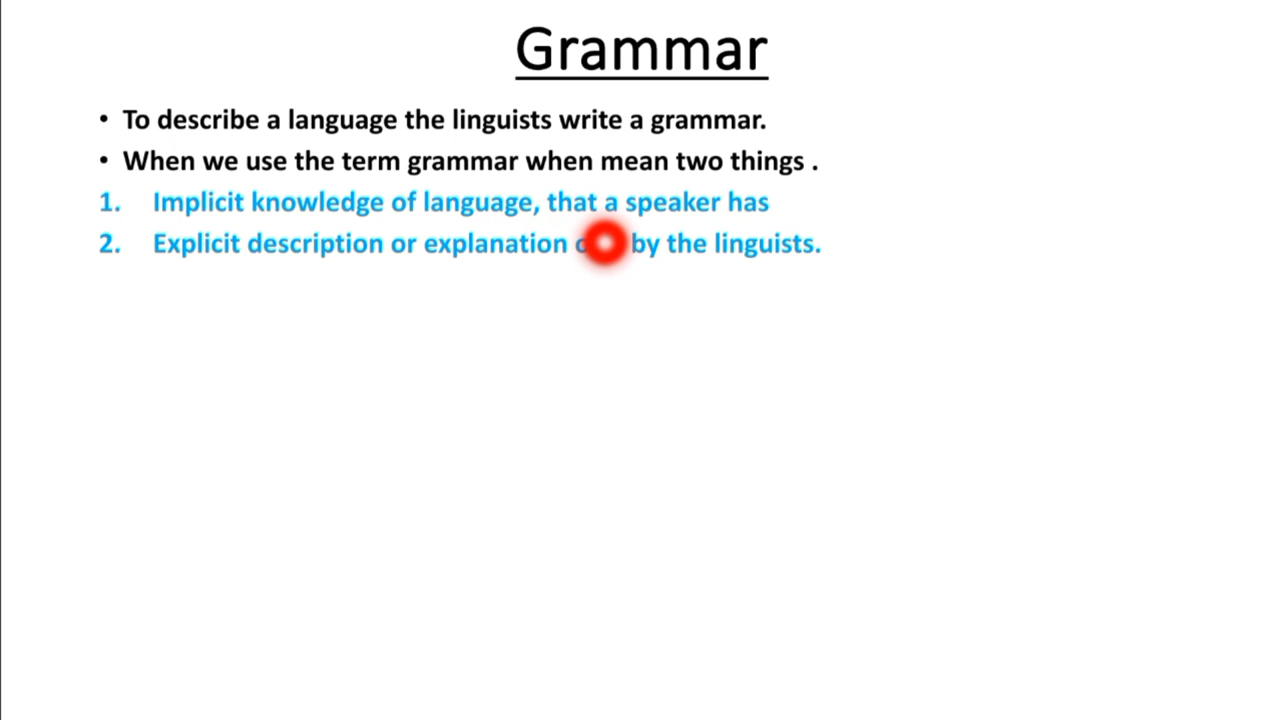 Grammar
• To describe a language the linguists write a grammar.
• When we use the term grammar when mean two things .
1. Implicit knowledge of language, that a speaker has
2. Explicit description or explanation by the linguists.